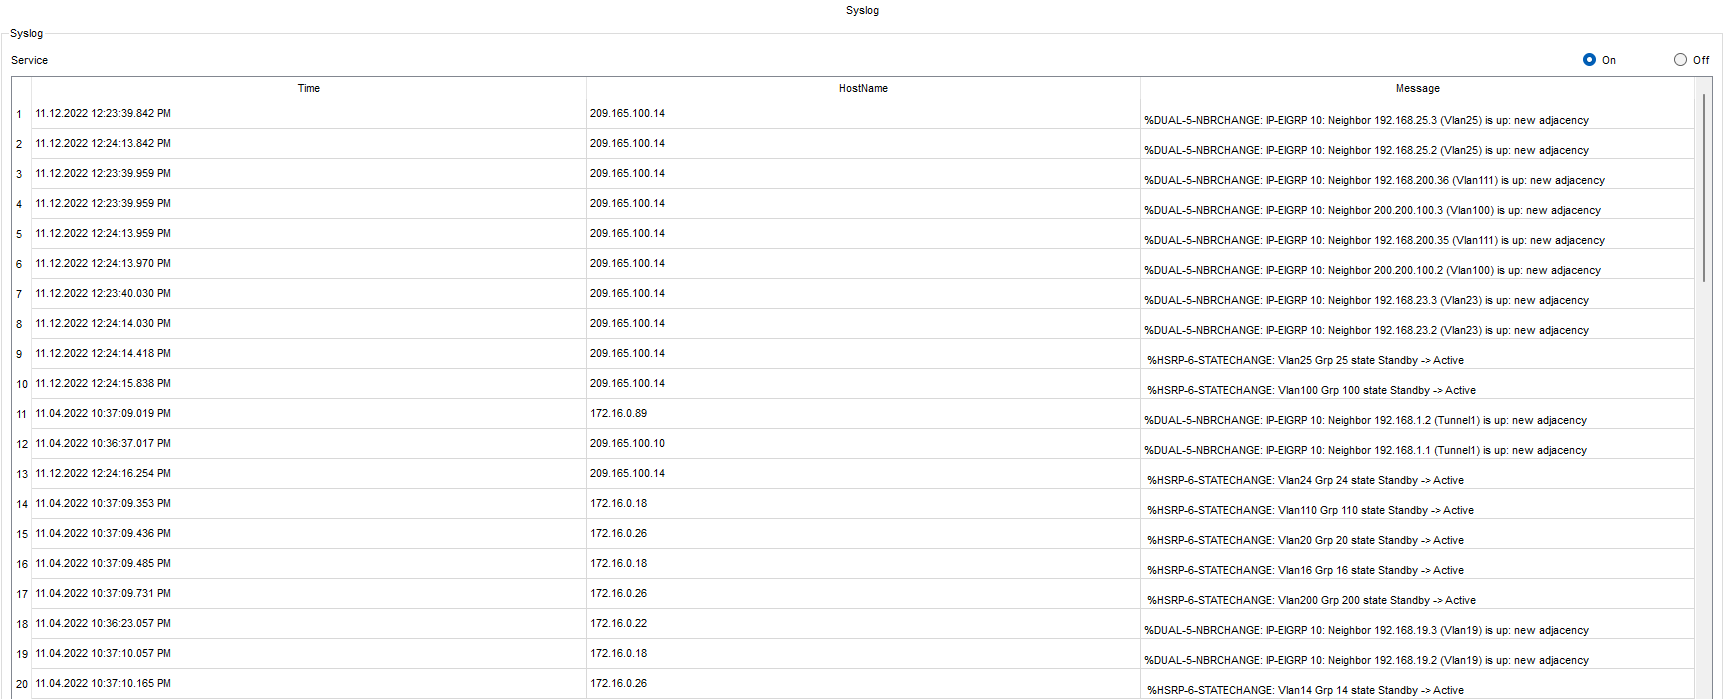 Syslog
Syslog
Service On Off
Time HostName Message
1 11.12.2022 12:23:39.842 PM 209.165.100.14 %DUAL-5-NBRCHANGE: IP-EIGRP 10: Neighbor 192.168.25.3 (Vlan25) is up: new adjacency
2 11.12.2022 12:24:13.842 PM 209.165.100.14 %DUAL-5-NBRCHANGE: IP-EIGRP 10: Neighbor 192.168.25.2 (Vlan25) is up: new adjacency
3 11.12.2022 12:23:39.959 PM 209.165.100.14 %DUAL-5-NBRCHANGE: IP-EIGRP 10: Neighbor 192.168.200.36 (Vlan111) is up: new adjacency
4 11.12.2022 12:23:39.959 PM 209.165.100.14 %DUAL-5-NBRCHANGE: IP-EIGRP 10: Neighbor 200.200.100.3 (Vlan100) is up: new adjacency
5 11.12.2022 12:24:13.959 PM 209.165.100.14 %DUAL-5-NBRCHANGE: IP-EIGRP 10: Neighbor 192.168.200.35 (Vlan111) is up: new adjacency
6 11.12.2022 12:24:13.970 PM 209.165.100.14 %DUAL-5-NBRCHANGE: IP-EIGRP 10: Neighbor 200.200.100.2 (Vlan100) is up: new adjacency
7 11.12.2022 12:23:40.030 PM 209.165.100.14 %DUAL-5-NBRCHANGE: IP-EIGRP 10: Neighbor 192.168.23.3 (Vlan23) is up: new adjacency
8 11.12.2022 12:24:14.030 PM 209.165.100.14 %DUAL-5-NBRCHANGE: IP-EIGRP 10: Neighbor 192.168.23.2 (Vlan23) is up: new adjacency
9 11.12.2022 12:24:14.418 PM 209.165.100.14 %HSRP-6-STATECHANGE: Vlan25 Grp 25 state Standby -> Active
10 11.12.2022 12:24:15.838 PM 209.165.100.14 %HSRP-6-STATECHANGE: Vlan100 Grp 100 state Standby -> Active
11 11.04.2022 10:37:09.019 PM 172.16.0.89 %DUAL-5-NBRCHANGE: IP-EIGRP 10: Neighbor 192.168.1.2 (Tunnel1) is up: new adjacency
12 11.04.2022 10:36:37.017 PM 209.165.100.10 %DUAL-5-NBRCHANGE: IP-EIGRP 10: Neighbor 192.168.1.1 (Tunnel1) is up: new adjacency
13 11.12.2022 12:24:16.254 PM 209.165.100.14 %HSRP-6-STATECHANGE: Vlan24 Grp 24 state Standby -> Active
14 11.04.2022 10:37:09.353 PM 172.16.0.18 %HSRP-6-STATECHANGE: Vlan110 Grp 110 state Standby -> Active
15 11.04.2022 10:37:09.436 PM 172.16.0.26 %HSRP-6-STATECHANGE: Vlan20 Grp 20 state Standby -> Active
16 11.04.2022 10:37:09.485 PM 172.16.0.18 %HSRP-6-STATECHANGE: Vlan16 Grp 16 state Standby -> Active
17 11.04.2022 10:37:09.731 PM 172.16.0.26 %HSRP-6-STATECHANGE: Vlan200 Grp 200 state Standby -> Active
18 11.04.2022 10:36:23.057 PM 172.16.0.22 %DUAL-5-NBRCHANGE: IP-EIGRP 10: Neighbor 192.168.19.3 (Vlan19) is up: new adjacency
19 11.04.2022 10:37:10.057 PM 172.16.0.18 %DUAL-5-NBRCHANGE: IP-EIGRP 10: Neighbor 192.168.19.2 (Vlan19) is up: new adjacency
20 11.04.2022 10:37:10.165 PM 172.16.0.26 %HSRP-6-STATECHANGE: Vlan14 Grp 14 state Standby -> Active